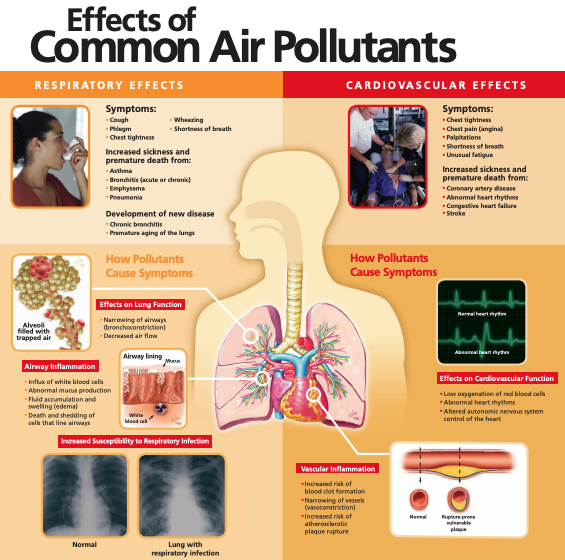 Effects of
Common Air Pollutants
RESPIRATORY EFFECTS
Symptoms:
• Cough
• Phlegm
• Chest tightness
• Wheezing
• Shortness of breath
Increased sickness and
premature death from:
• Asthma
• Bronchitis (acute or chronic)
• Emphysema
• Pneumonia
Development of new disease
• Chronic bronchitis
• Premature aging of the lungs
CARDIOVASCULAR EFFECTS
Symptoms:
• Chest tightness
• Chest pain (angina)
• Palpitations
• Shortness of breath
• Unusual fatigue
Increased sickness and
premature death from:
• Coronary artery disease
• Abnormal heart rhythms
• Congestive heart failure
• Stroke
How Pollutants
Cause Symptoms
Alveoli
filled with
trapped air
Effects on Lung Function
• Narrowing of airways
(bronchoconstriction)
• Decreased air flow
Airway Inflammation
• Influx of white blood cells
• Abnormal mucus production
• Fluid accumulation and
swelling (edema)
• Death and shedding of
cells that line airways
Airway lining
Mucus
White
blood cell
Increased Susceptibility to Respiratory Infection
Normal
Lung with
respiratory infection
How Pollutants
Cause Symptoms
Normal heart rhythm
Abnormal heart rhythm
Effects on Cardiovascular Function
• Low oxygenation of red blood cells
• Abnormal heart rhythms
• Altered autonomic nervous system
control of the heart
Vascular Inflammation
• Increased risk of
blood clot formation
• Narrowing of vessels
(vasoconstriction)
• Increased risk of
atherosclerotic
plaque rupture
Normal
Rupture-prone
vulnerable
plaque